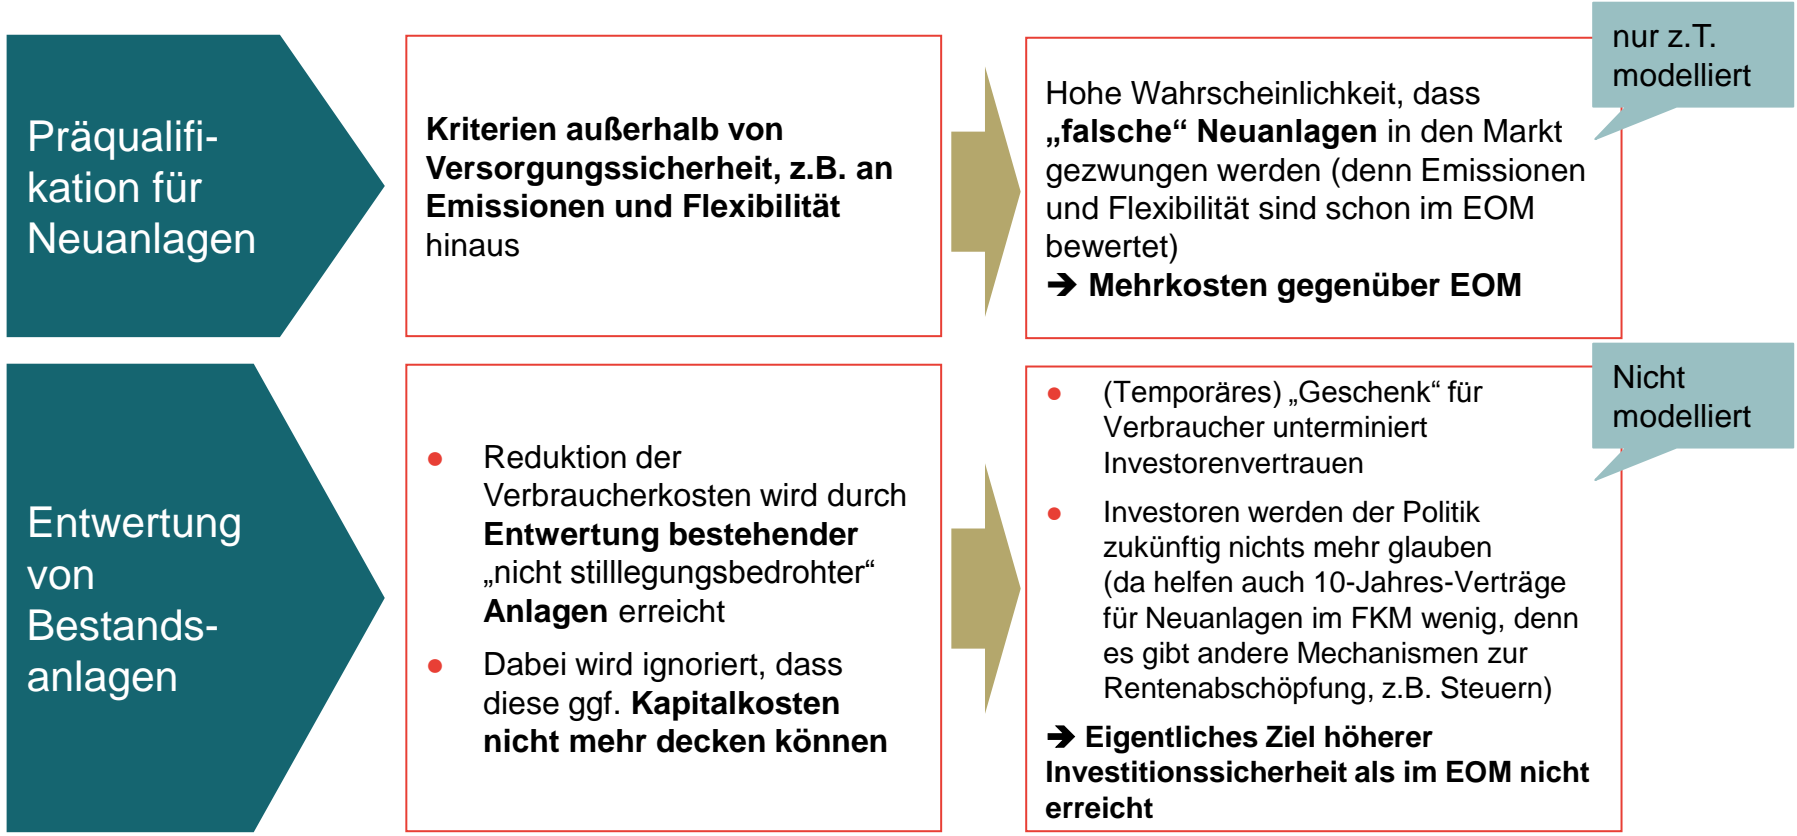 Präqualifi-
kation für
Neuanlagen
Kriterien außerhalb von
Versorgungssicherheit, z.B. an
Emissionen und Flexibilität
hinaus
Hohe Wahrscheinlichkeit, dass
„falsche“ Neuanlagen in den Markt
gezwungen werden (denn Emissionen
und Flexibilität sind schon im EOM
bewertet)
➔ Mehrkosten gegenüber EOM
nur z.T.
modelliert
Entwertung
von
Bestands-
anlagen
● Reduktion der
Verbraucherkosten wird durch
Entwertung bestehender
„nicht stilllegungsbedrohter“
Anlagen erreicht
● Dabei wird ignoriert, dass
diese ggf. Kapitalkosten
nicht mehr decken können
● (Temporäres) „Geschenk“ für
Verbraucher unterminiert
Investorenvertrauen
● Investoren werden der Politik
zukünftig nichts mehr glauben
(da helfen auch 10-Jahres-Verträge
für Neuanlagen im FKM wenig, denn
es gibt andere Mechanismen zur
Rentenabschöpfung, z.B. Steuern)
➔ Eigentliches Ziel höherer
Investitionssicherheit als im EOM nicht
erreicht
Nicht
modelliert